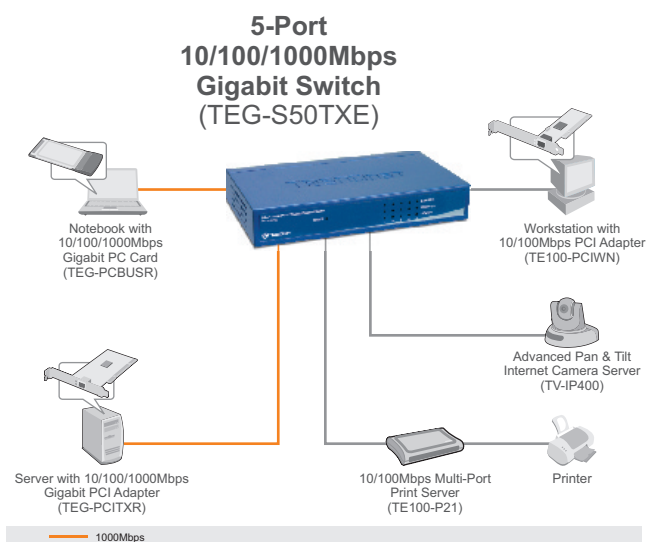 5-Port
10/100/1000Mbps
Gigabit Switch
(TEG-S50TXE)
Notebook with
10/100/1000Mbps
Gigabit PC Card
(TEG-PCBUSR)
Workstation with
10/100Mbps PCI Adapter
(TE100-PCIWN)
Advanced Pan & Tilt
Internet Camera Server
(TV-IP400)
Server with 10/100/1000Mbps
Gigabit PCI Adapter
(TEG-PCITXR)
10/100Mbps Multi-Port
Print Server
(TE100-P21)
Printer
1000Mbps